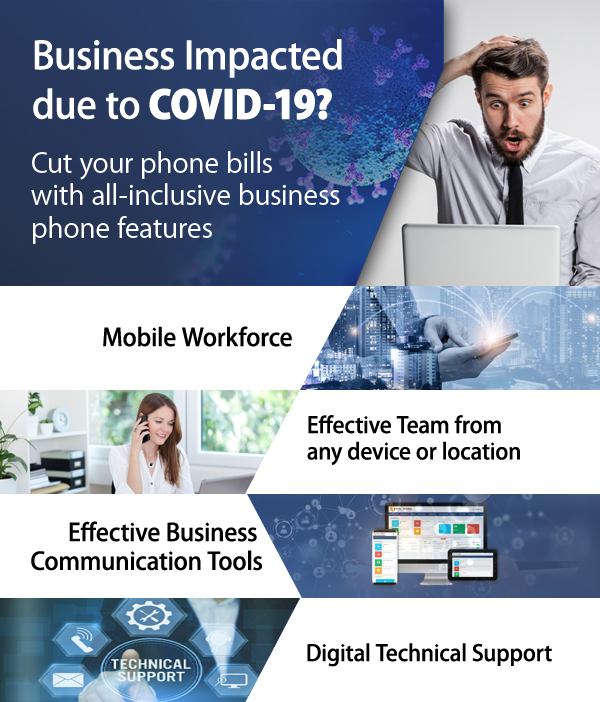 Business Impacted
due to COVID-19?
Cut your phone bills
with all-inclusive business
phone features
Mobile Workforce
Effective Team from
any device or location
Effective Business
Communication Tools
TECHNICAL
SUPPORT
Digital Technical Support